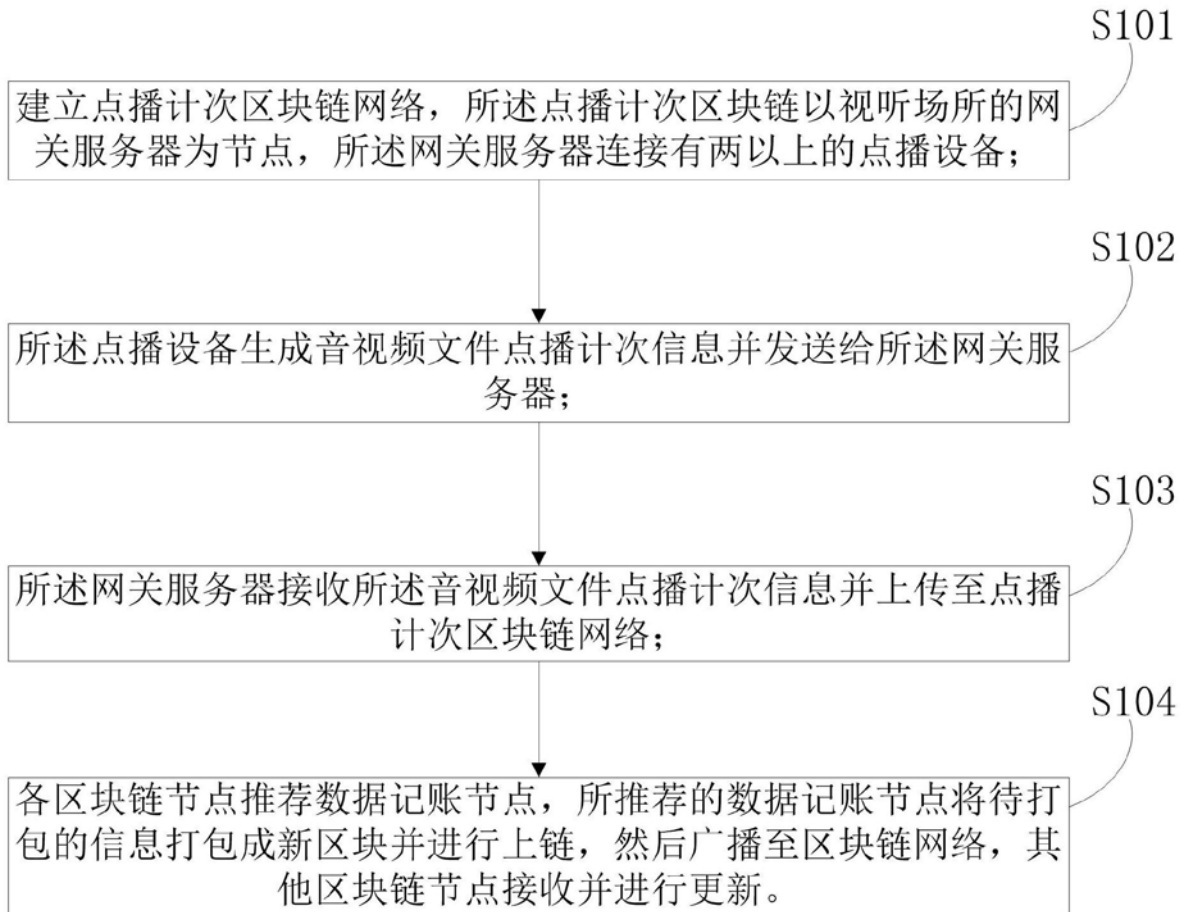 S101
建立点播计次区块链网络，所述点播计次区块链以视听场所的网
关服务器为节点，所述网关服务器连接有两以上的点播设备；
S102
所述点播设备生成音视频文件点播计次信息并发送给所述网关服
务器；
S103
所述网关服务器接收所述音视频文件点播计次信息并上传至点播
计次区块链网络；
S104
各区块链节点推荐数据记账节点，所推荐的数据记账节点将待打
包的信息打包成新区块并进行上链，然后广播至区块链网络，其
他区块链节点接收并进行更新。